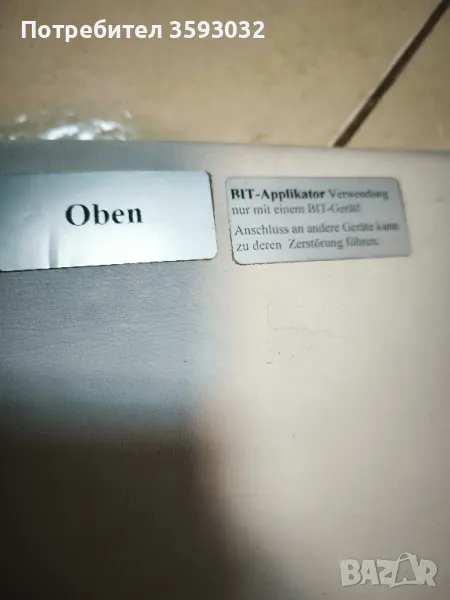 Потребител 3593032
Oben
BIT-Applikator Verwendung
nur mit einem BIT-Gerät!
Anschluss an andere Geräte kann
zu deren Zerstörung führen.
BAZAR